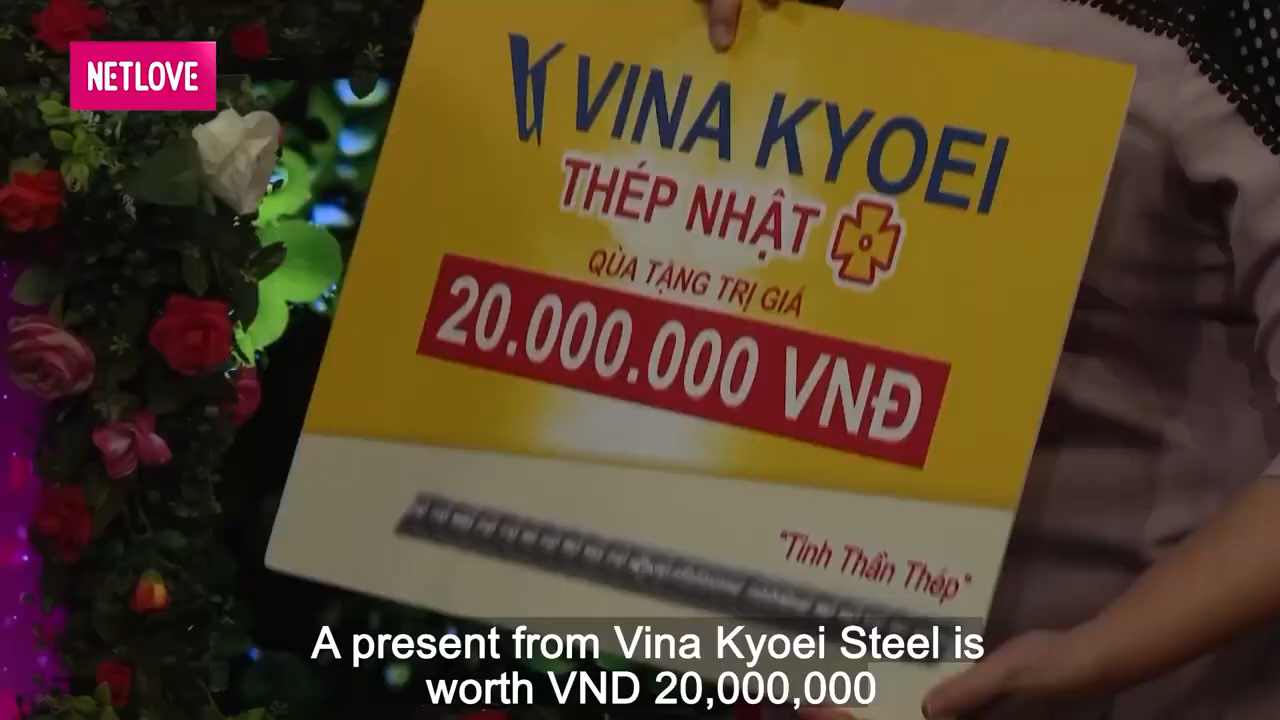 NETLOVE
VINA KYOEI
THÉP NHẬT
QÙA TẶNG TRỊ GIÁ
20.000.000 VNĐ
"Tinh Thần Thép"
A present from Vina Kyoei Steel is
worth VND 20,000,000